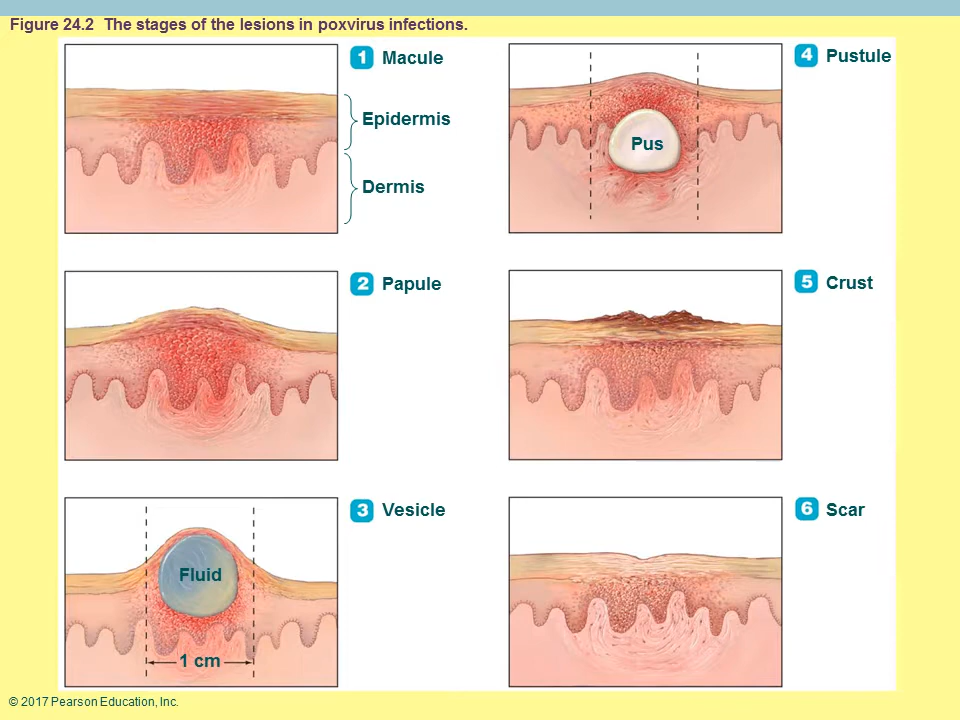 Figure 24.2 The stages of the lesions in poxvirus infections.
1 Macule
Epidermis
Dermis
2 Papule
3 Vesicle
Fluid
1 cm
4 Pustule
Pus
5 Crust
6 Scar
© 2017 Pearson Education, Inc.